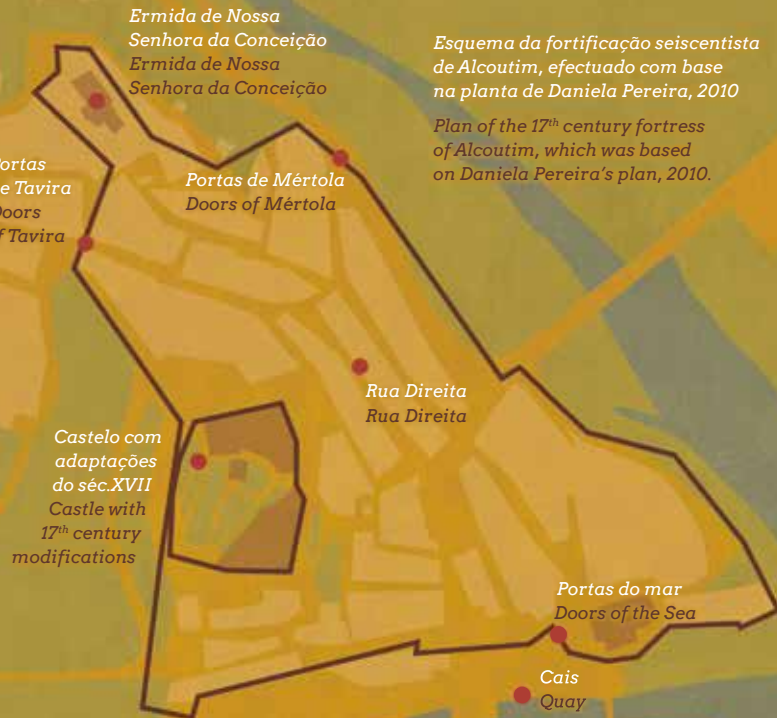 Ermida de Nossa
Senhora da Conceição
Ermida de Nossa
Senhora da Conceição
Esquema da fortificação seiscentista
de Alcoutim, efectuado com base
na planta de Daniela Pereira, 2010
Plan of the 17th century fortress
of Alcoutim, which was based
on Daniela Pereira’s plan, 2010.
Tavira
Tavira
Portas de Mértola
Doors of Mértola
Rua Direita
Rua Direita
Castelo com
adaptações
do séc.XVII
Castle with
17th century
modifications
Portas do mar
Doors of the Sea
Cais
Quay